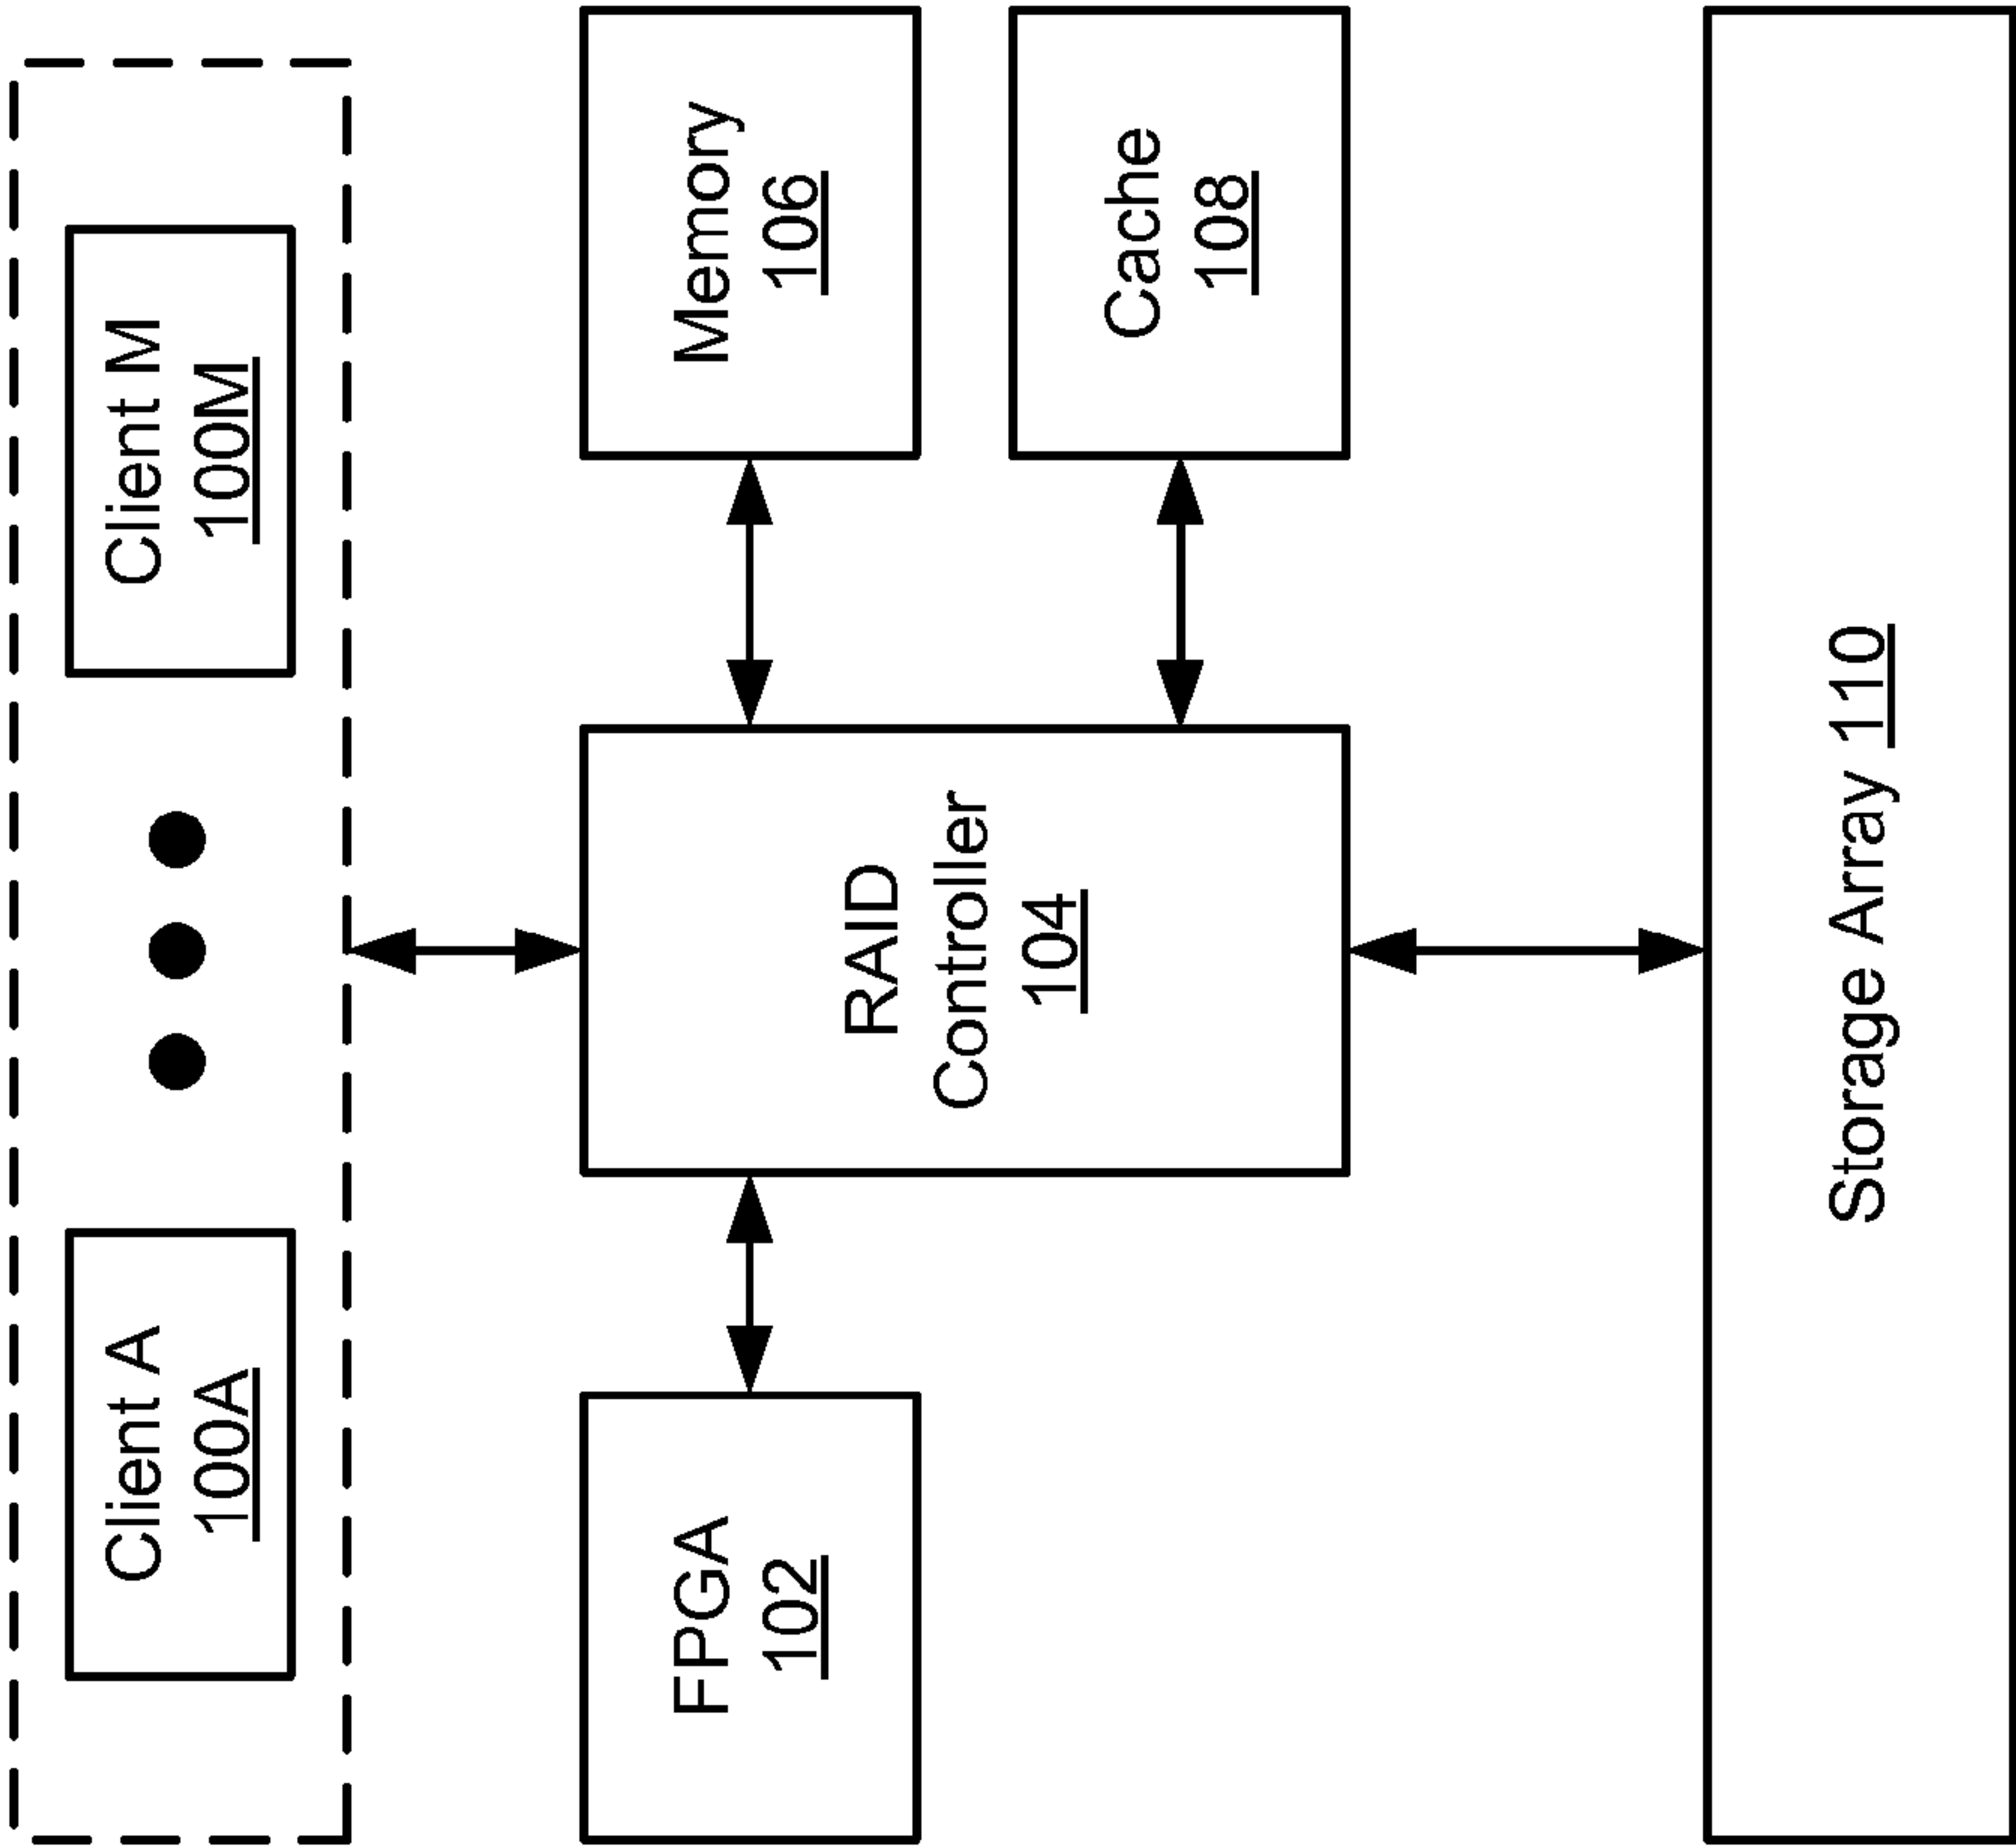 Client A
100A
Client M
100M
FPGA
102
RAID
Controller
104
Memory
106
Cache
108
Storage Array 110